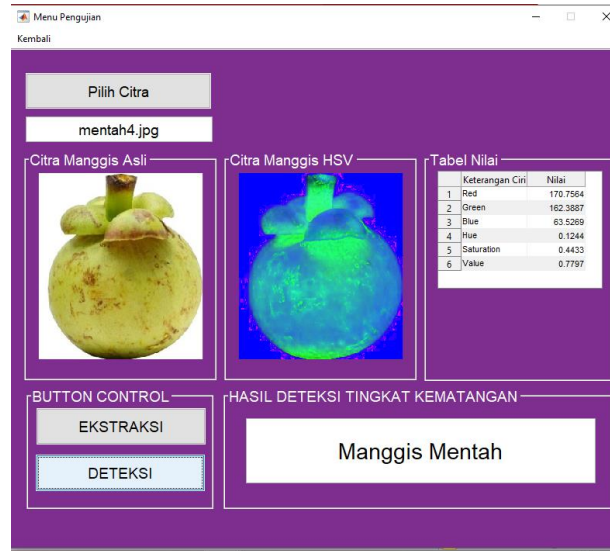 Menu Pengujian
Kembali
Pilih Citra
mentah4.jpg
Citra Manggis Asli
Citra Manggis HSV
Tabel Nilai
Keterangan Ciri Nilai
1 Red 170.7564
2 Green 162.3887
3 Blue 63.5269
4 Hue 0.1244
5 Saturation 0.4433
6 Value 0.7797
BUTTON CONTROL
EKSTRAKSI
DETEKSI
HASIL DETEKSI TINGKAT KEMATANGAN
Manggis Mentah